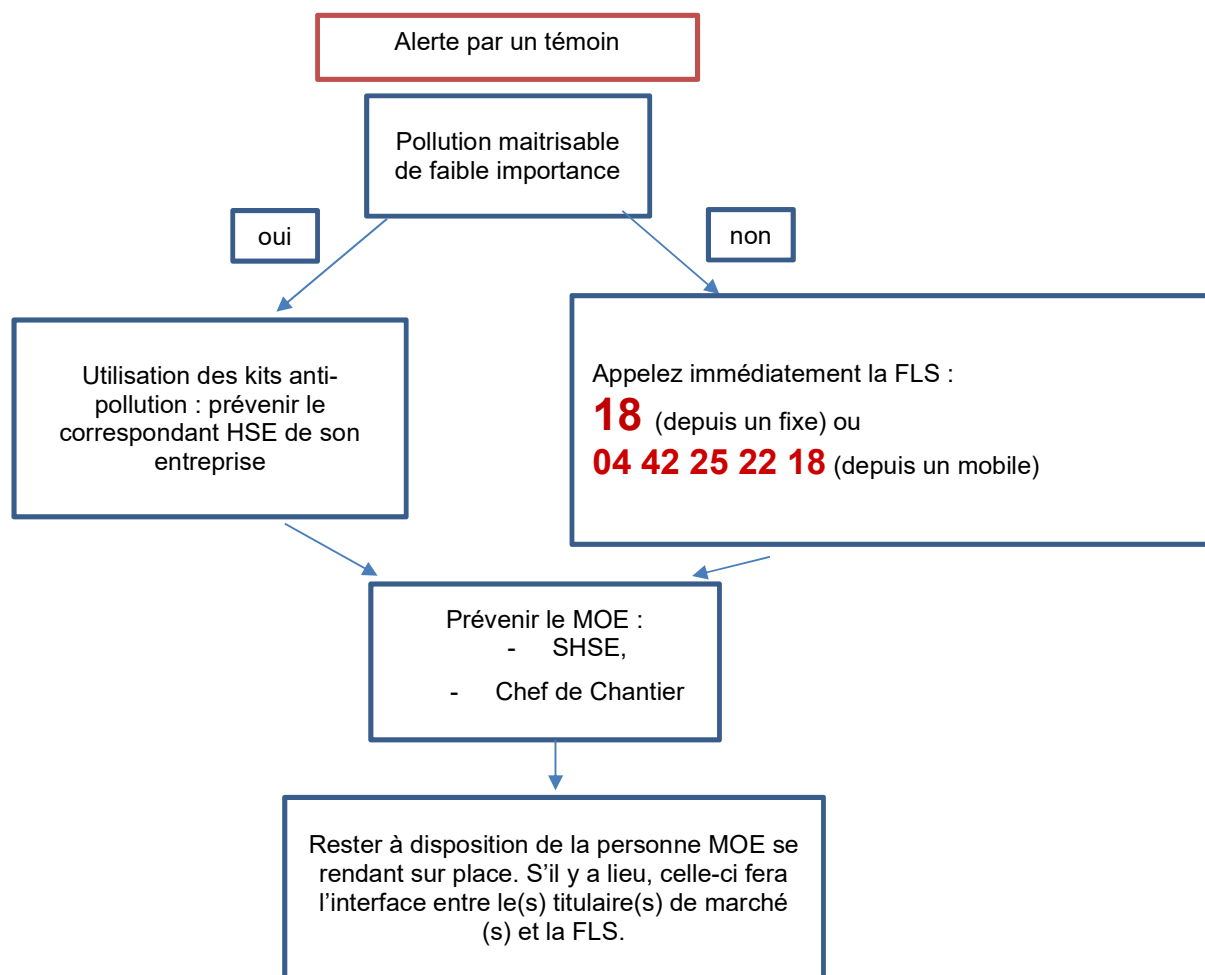 Alerte par un témoin
Pollution maitrisable
de faible importance
oui
non
Utilisation des kits anti-
pollution : prévenir le
correspondant HSE de son
entreprise
Appelez immédiatement la FLS :
18 (depuis un fixe) ou
04 42 25 22 18 (depuis un mobile)
Prévenir le MOE :
- SHSE,
- Chef de Chantier
Rester à disposition de la personne MOE se
rendant sur place. S’il y a lieu, celle-ci fera
l’interface entre le(s) titulaire(s) de marché
(s) et la FLS.